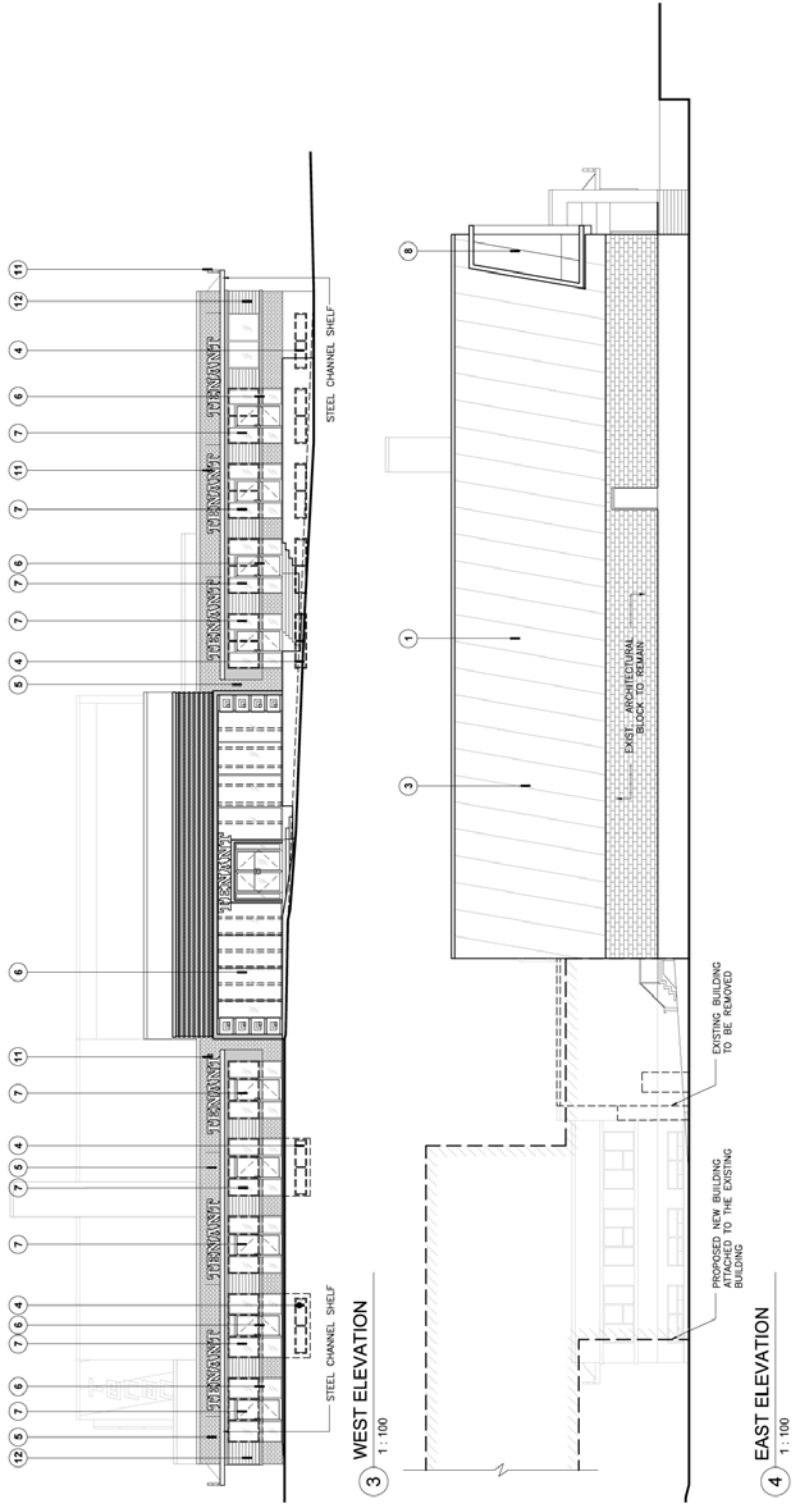 12
5
7
6
7
6
4
7
7
5
4
7
11
6
5
4
7
7
6
7
11
7
6
4
12
11
TENANT
TENANT
TENANT
TENANT
TENANT
TENANT
TENANT
STEEL CHANNEL SHELF
STEEL CHANNEL SHELF
3
WEST ELEVATION
1 : 100
3
1
8
EXIST. ARCHITECTURAL
BLOCK TO REMAIN
EXISTING BUILDING
TO BE REMOVED
PROPOSED NEW BUILDING
ATTACHED TO THE EXISTING
BUILDING
4
EAST ELEVATION
1 : 100